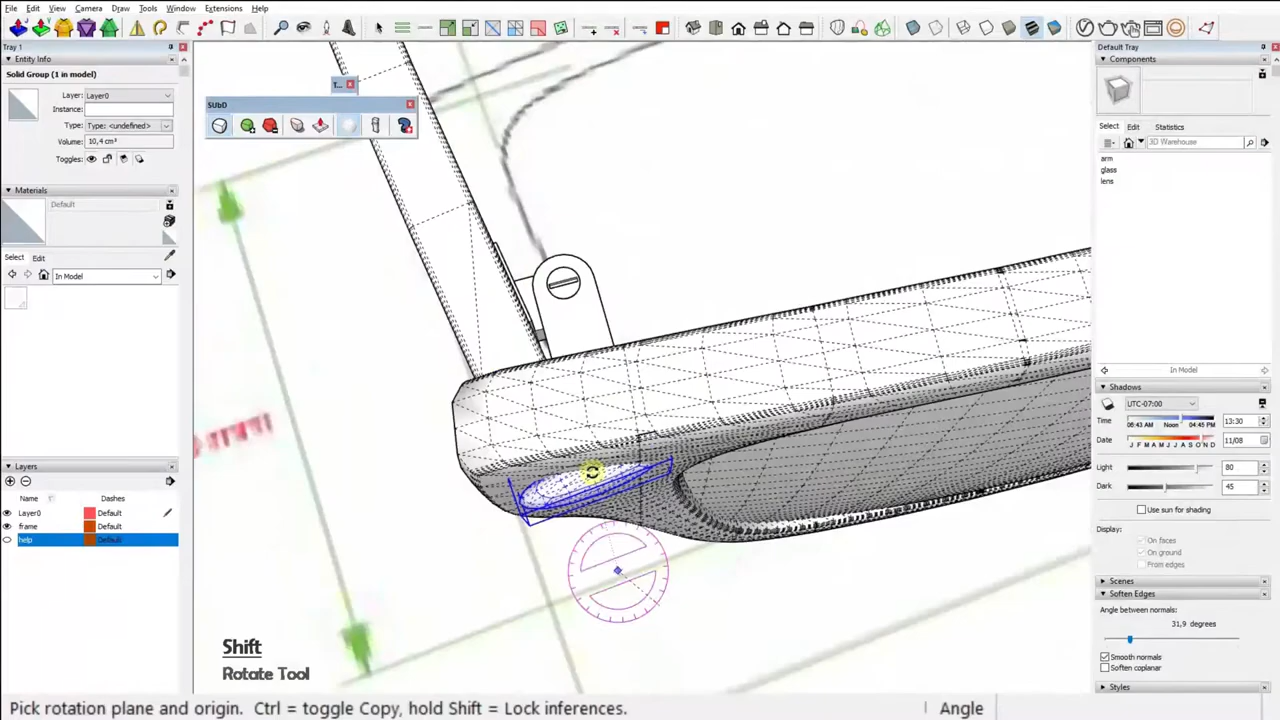 File Edit View Camera Draw Tools Window Extensions Help
Tray 1
Entity Info
Solid Group (1 in model)
Layer: Layer0
Instance:
Type: Type: <undefined>
Volume: 10,4 cm³
Toggles:
Materials
Default
Select Edit
In Model
Layers
Name Dashes
Layer0 Default
frame Default
help Default
T...
SUbD
Shift
Rotate Tool
Default Tray
Components
Select Edit Statistics
3D Warehouse
arm
glass
lens
In Model
Shadows
UTC-07:00
Time 06:43 AM Noon 04:45 PM 13:30
Date J F M A M J J A S O N D 11/08
Light 80
Dark 45
Use sun for shading
Display:
On faces
On ground
From edges
Scenes
Soften Edges
Angle between normals:
31,9 degrees
Smooth normals
Soften coplanar
Styles
Pick rotation plane and origin. Ctrl = toggle Copy, hold Shift = Lock inferences. Angle